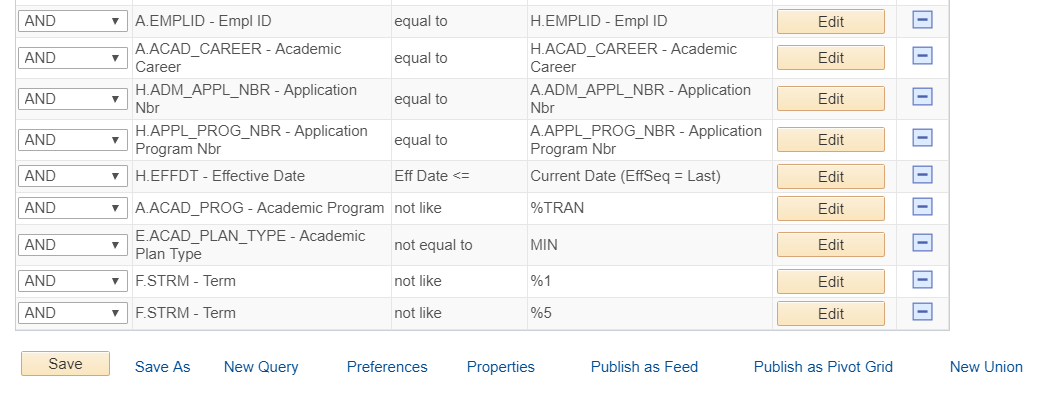 AND ▼ A.EMPLID - Empl ID equal to H.EMPLID - Empl ID Edit
AND ▼ A.ACAD_CAREER - Academic Career equal to H.ACAD_CAREER - Academic Career Edit
AND ▼ H.ADM_APPL_NBR - Application Nbr equal to A.ADM_APPL_NBR - Application Nbr Edit
AND ▼ H.APPL_PROG_NBR - Application Program Nbr equal to A.APPL_PROG_NBR - Application Program Nbr Edit
AND ▼ H.EFFDT - Effective Date Eff Date <= Current Date (EffSeq = Last) Edit
AND ▼ A.ACAD_PROG - Academic Program not like %TRAN Edit
AND ▼ E.ACAD_PLAN_TYPE - Academic Plan Type not equal to MIN Edit
AND ▼ F.STRM - Term not like %1 Edit
AND ▼ F.STRM - Term not like %5 Edit
Save Save As New Query Preferences Properties Publish as Feed Publish as Pivot Grid New Union